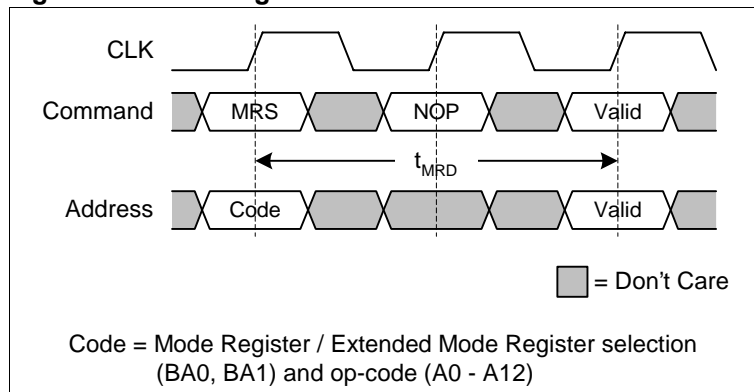 CLK
Command MRS NOP Valid
tMRD
Address Code Valid
= Don't Care
Code = Mode Register / Extended Mode Register selection
(BA0, BA1) and op-code (A0 - A12)